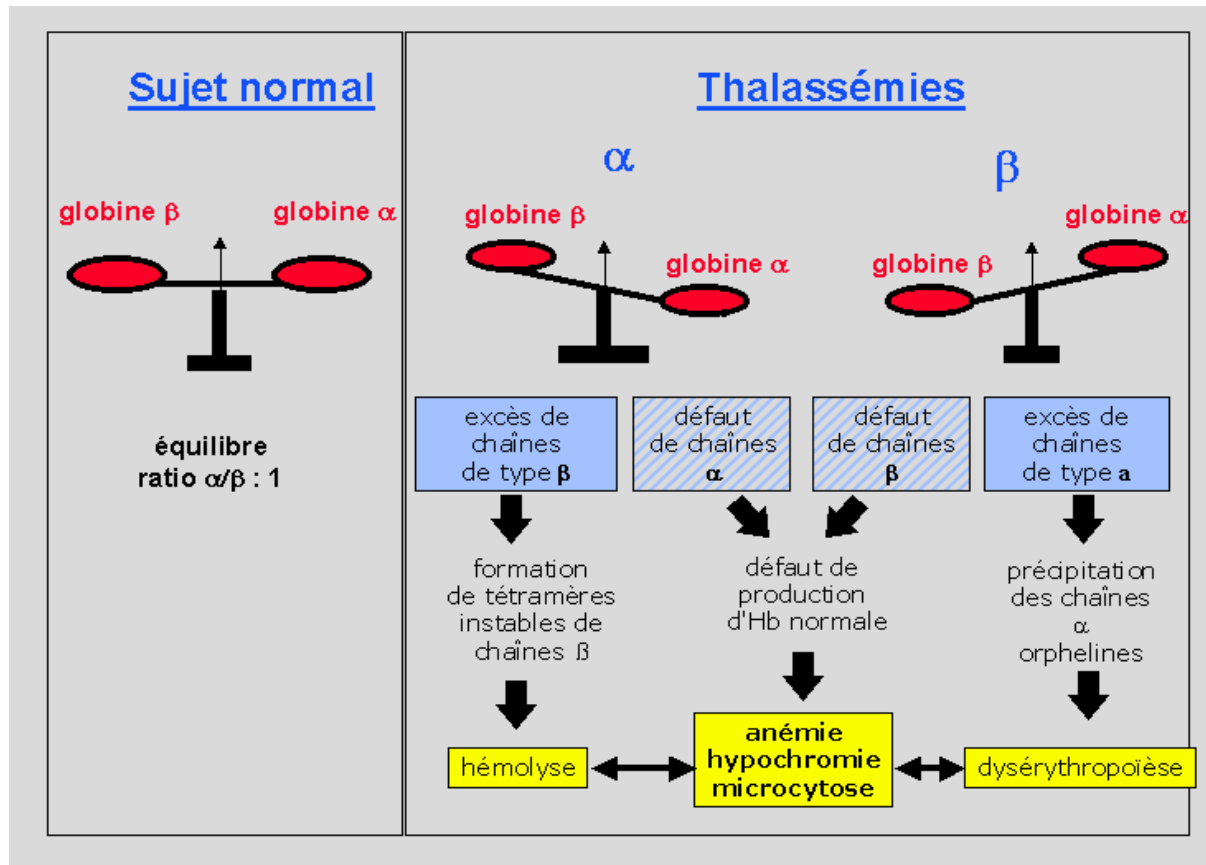 Sujet normal
globine β
globine α
équilibre
ratio α/β : 1
Thalassémies
α
β
globine β
globine α
globine β
globine α
excès de
chaînes
de type β
défaut
de chaînes
α
défaut
de chaînes
β
excès de
chaînes
de type a
formation
de tétramères
instables de
chaînes ß
défaut de
production
d'Hb normale
précipitation
des chaînes
α
orphelines
hémolyse
anémie
hypochromie
microcytose
dysérythropoïèse